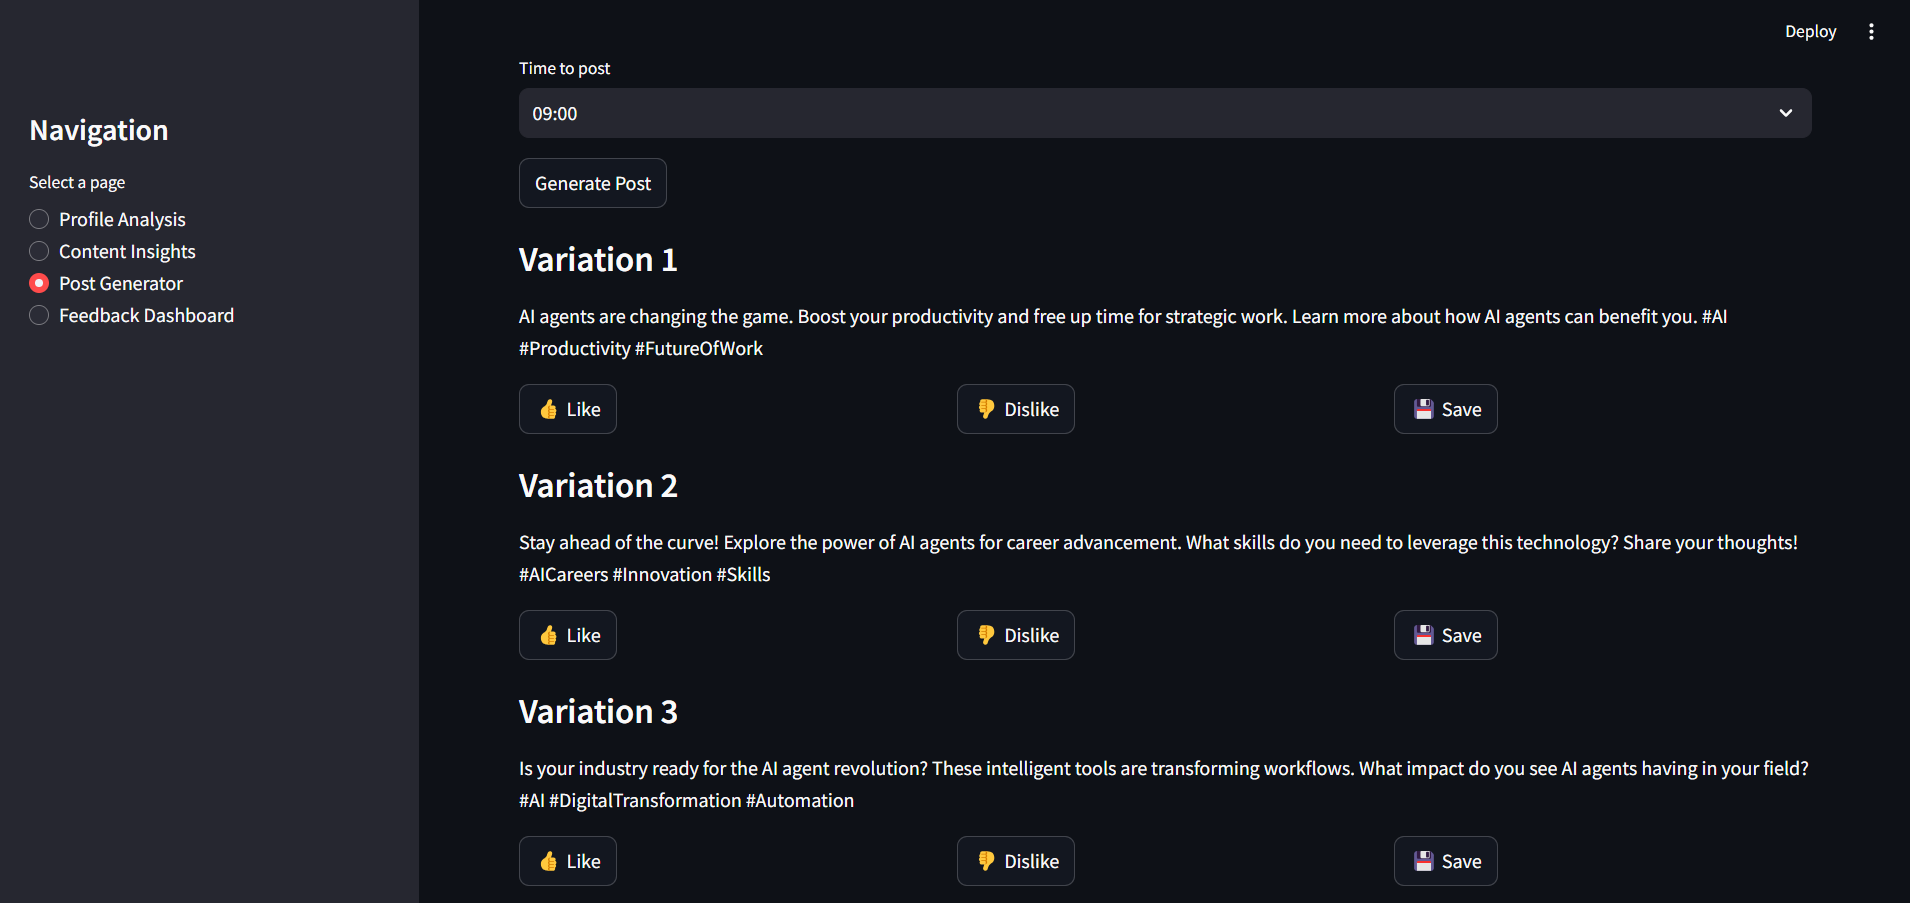 Deploy
Navigation
Select a page
Profile Analysis
Content Insights
Post Generator
Feedback Dashboard
Time to post
09:00
Generate Post
Variation 1
AI agents are changing the game. Boost your productivity and free up time for strategic work. Learn more about how AI agents can benefit you. #AI
#Productivity #FutureOfWork
👍 Like
👎 Dislike
💾 Save
Variation 2
Stay ahead of the curve! Explore the power of AI agents for career advancement. What skills do you need to leverage this technology? Share your thoughts!
#AICareers #Innovation #Skills
👍 Like
👎 Dislike
💾 Save
Variation 3
Is your industry ready for the AI agent revolution? These intelligent tools are transforming workflows. What impact do you see AI agents having in your field?
#AI #DigitalTransformation #Automation
👍 Like
👎 Dislike
💾 Save